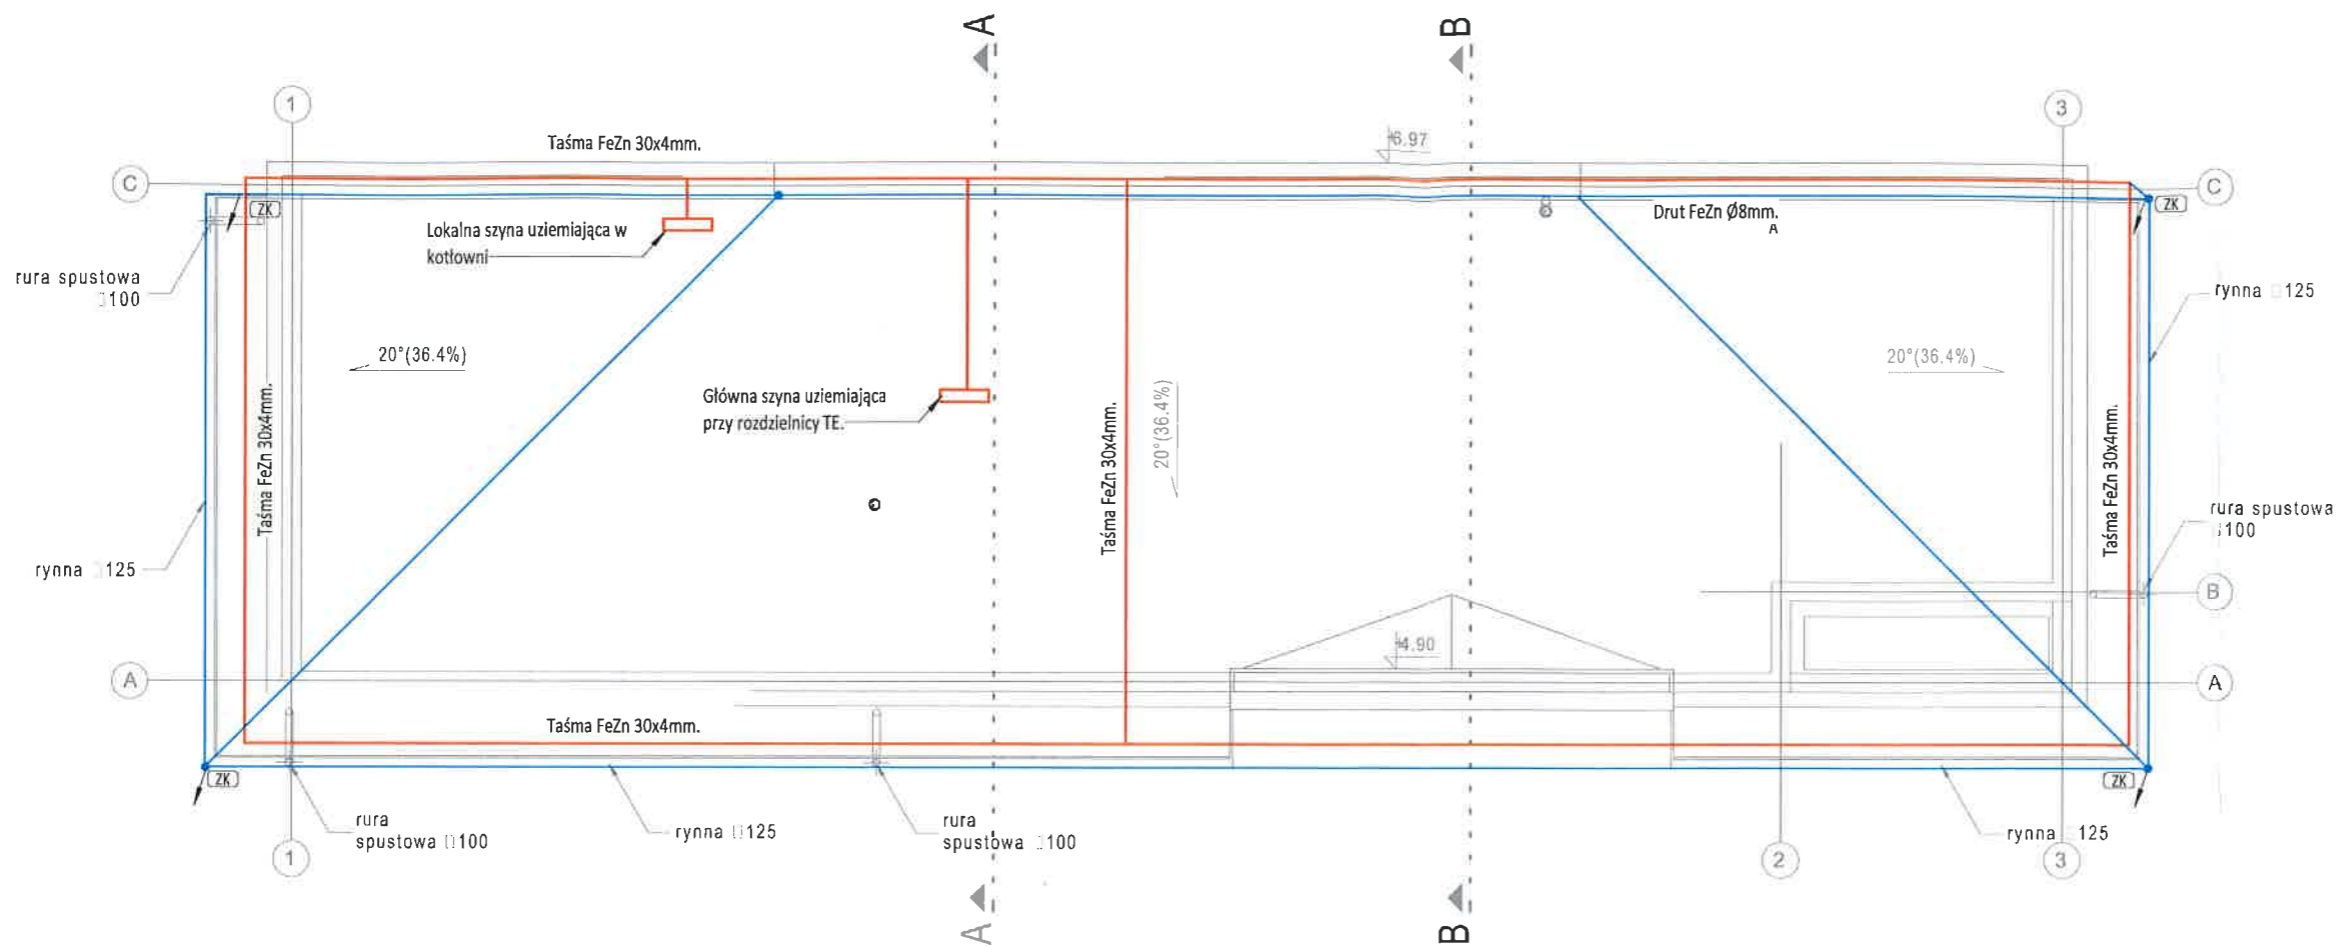 A
B
1
3
Taśma FeZn 30x4mm.
6.97
C
C
ZK
ZK
Drut FeZn Ø8mm.
A
Lokalna szyna uziemiająca w
kotłowni
rura spustowa
100
rynna 125
20°(36.4%)
20°(36.4%)
Główna szyna uziemiająca
przy rozdzielnicy TE.
Taśma FeZn 30x4mm.
Taśma FeZn 30x4mm.
20°(36.4%)
Taśma FeZn 30x4mm.
rura spustowa
100
rynna 125
B
4.90
A
A
Taśma FeZn 30x4mm.
ZK
ZK
rura
spustowa 100
rynna 125
rura
spustowa 100
rynna 125
1
2
3
A
B